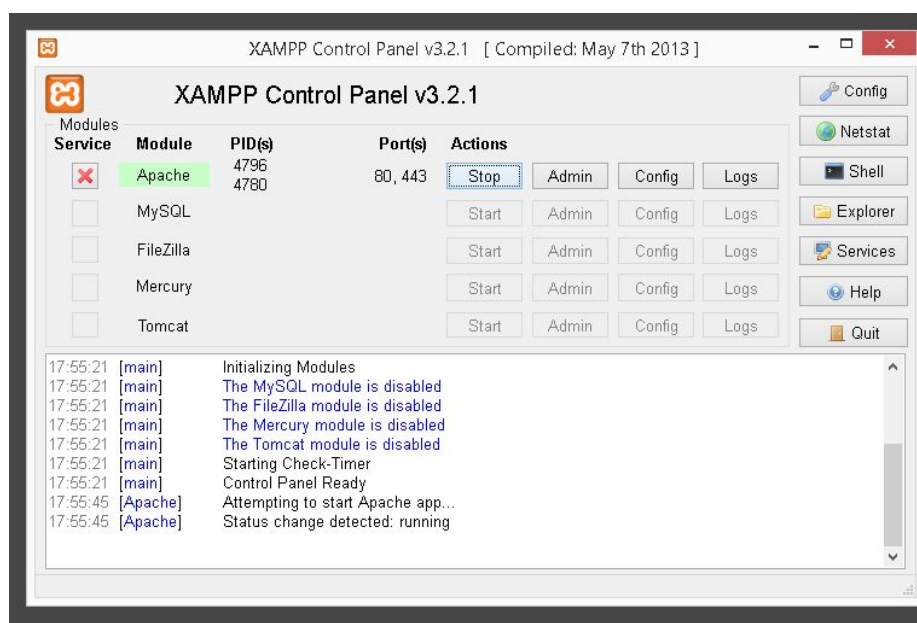 XAMPP Control Panel v3.2.1 [ Compiled: May 7th 2013 ]
XAMPP Control Panel v3.2.1
Config
Modules
Netstat
Service Module PID(s) Port(s) Actions
Apache 4796 4780 80, 443 Stop Admin Config Logs
Shell
MySQL Start Admin Config Logs
Explorer
FileZilla Start Admin Config Logs
Services
Mercury Start Admin Config Logs
Help
Tomcat Start Admin Config Logs
Quit
17:55:21 [main] Initializing Modules
17:55:21 [main] The MySQL module is disabled
17:55:21 [main] The FileZilla module is disabled
17:55:21 [main] The Mercury module is disabled
17:55:21 [main] The Tomcat module is disabled
17:55:21 [main] Starting Check-Timer
17:55:21 [main] Control Panel Ready
17:55:45 [Apache] Attempting to start Apache app...
17:55:45 [Apache] Status change detected: running